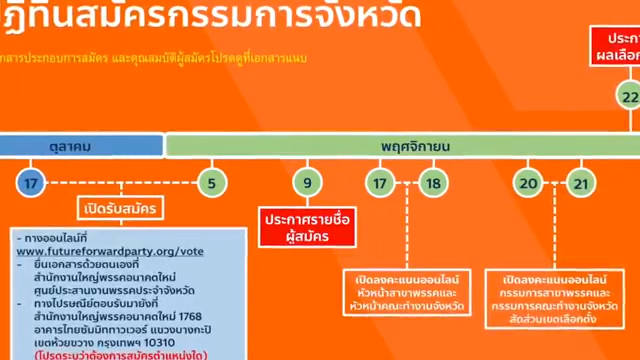 ปฏิทินสมัครกรรมการจังหวัด
เอกสารประกอบการสมัคร และคุณสมบัติผู้สมัครโปรดดูที่เอกสารแนบ
ผลเลือก
22
ตุลาคม
พฤศจิกายน
17
5
9
17
18
20
21
เปิดรับสมัคร
ประกาศรายชื่อ
ผู้สมัคร
- ทางออนไลน์ที่
www.futureforwardparty.org/vote
- ยื่นเอกสารด้วยตนเองที่
สำนักงานใหญ่พรรคอนาคตใหม่
ศูนย์ประสานงานพรรคประจำจังหวัด
- ทางไปรษณีย์ตอบรับมายังที่
สำนักงานใหญ่พรรคอนาคตใหม่ 1768
อาคารไทยซัมมิททาวเวอร์ แขวงบางกะปิ
เขตห้วยขวาง กรุงเทพฯ 10310
(โปรดระบุว่าต้องการสมัครตำแหน่งใด)
เปิดลงคะแนนออนไลน์
หัวหน้าสาขาพรรคและ
หัวหน้าคณะทำงานจังหวัด
เปิดลงคะแนนออนไลน์
กรรมการสาขาพรรคและ
กรรมการคณะทำงานจังหวัด
สัดส่วนเขตเลือกตั้ง